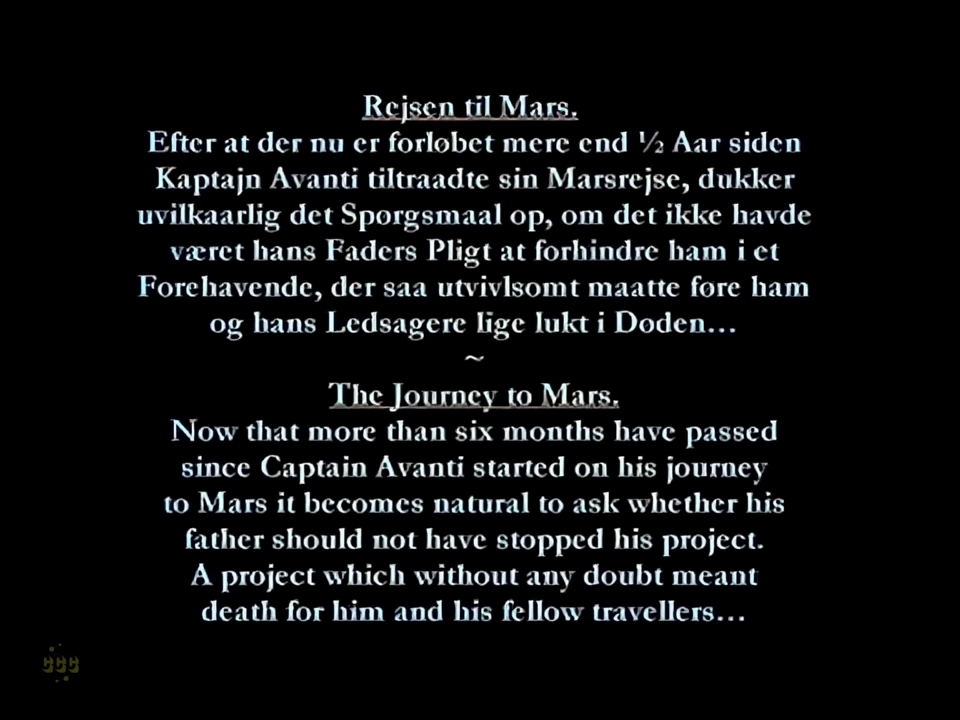 Rejsen til Mars.
Efter at der nu er forløbet mere end ½ Aar siden
Kaptajn Avanti tiltraadte sin Marsrejse, dukker
uvilkaarlig det Spørgsmaal op, om det ikke havde
været hans Faders Pligt at forhindre ham i et
Forehavende, der saa utvivlsomt maatte føre ham
og hans Ledsagere lige lukt i Døden...
~
The Journey to Mars.
Now that more than six months have passed
since Captain Avanti started on his journey
to Mars it becomes natural to ask whether his
father should not have stopped his project.
A project which without any doubt meant
death for him and his fellow travellers...
CCC